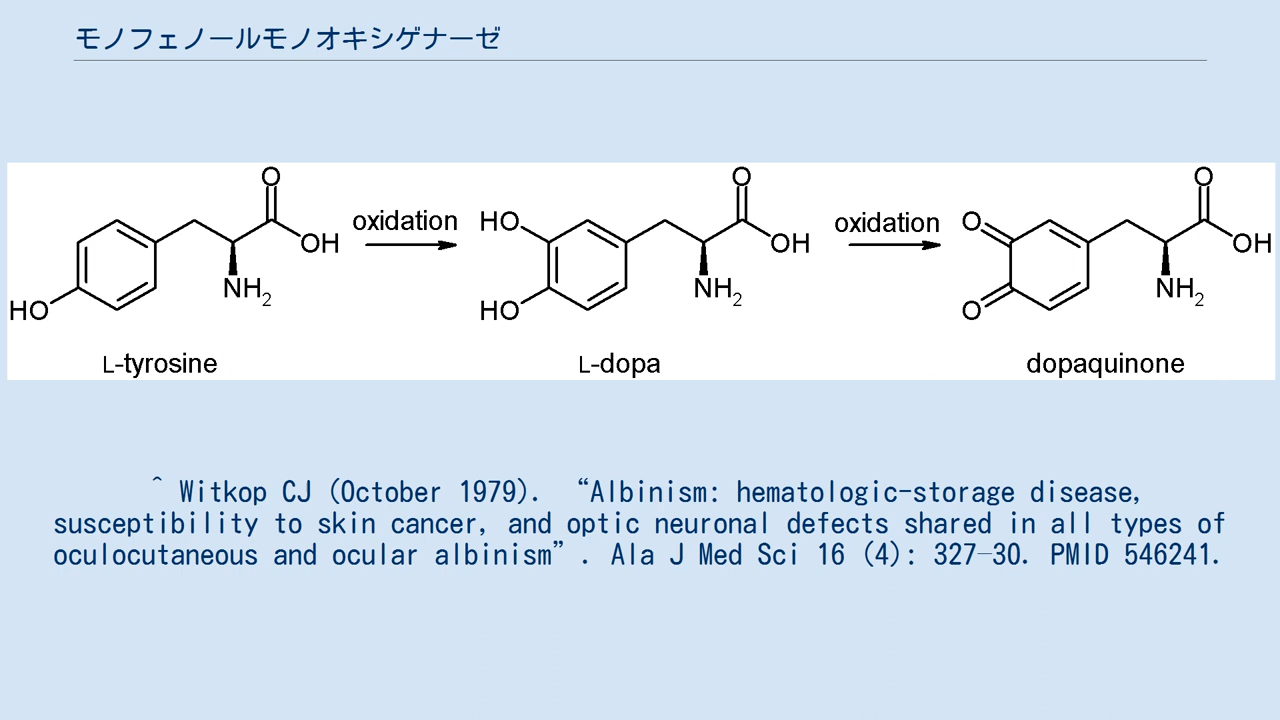 モノフェノールモノオキシゲナーゼ
O
OH
NH2
HO
L-tyrosine
oxidation
HO
HO
O
OH
NH2
L-dopa
oxidation
O
O
O
OH
NH2
dopaquinone
^ Witkop CJ (October 1979). “Albinism: hematologic-storage disease,
susceptibility to skin cancer, and optic neuronal defects shared in all types of
oculocutaneous and ocular albinism”. Ala J Med Sci 16 (4): 327–30. PMID 546241.